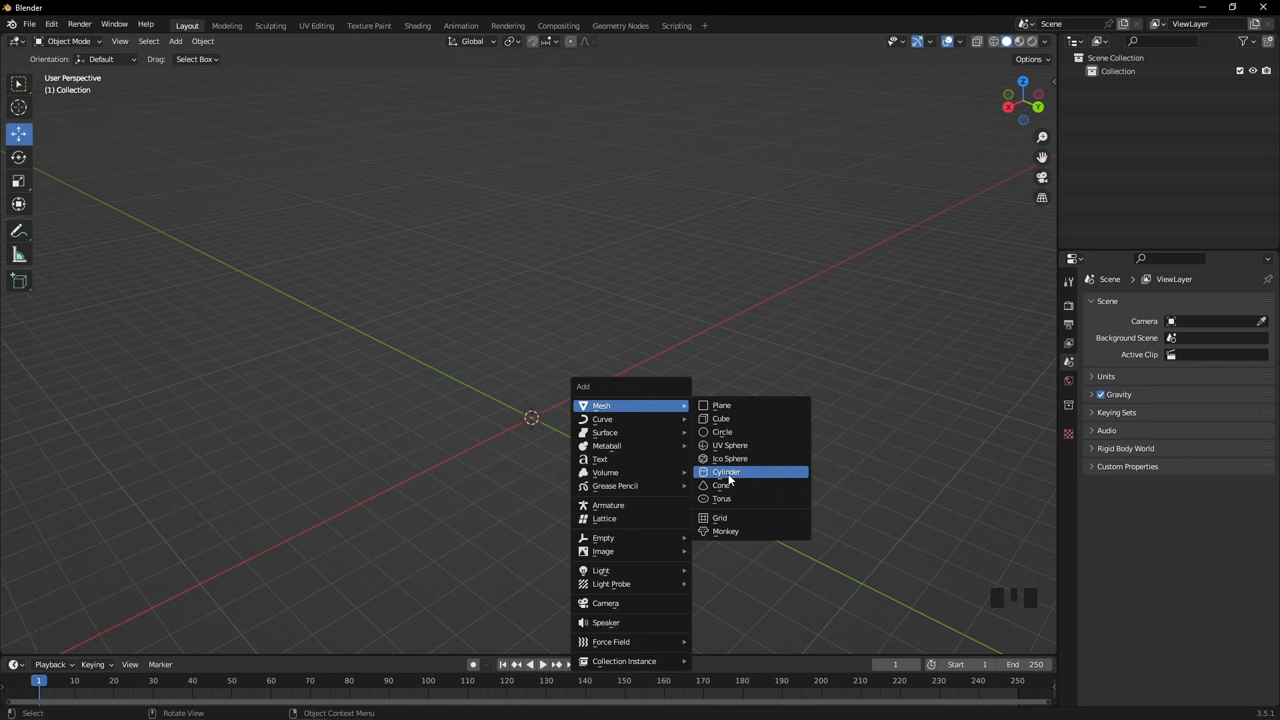 Blender
File Edit Render Window Help Layout Modeling Sculpting UV Editing Texture Paint Shading Animation Rendering Compositing Geometry Nodes Scripting + Scene ViewLayer
Object Mode View Select Add Object Global
Orientation: Default Drag: Select Box Options
User Perspective
(1) Collection
Z
X Y
Scene Collection
Collection
Scene > ViewLayer
Scene
Camera
Background Scene
Active Clip
Units
Gravity
Keying Sets
Audio
Rigid Body World
Custom Properties
Add
Mesh
Curve
Surface
Metaball
Text
Volume
Grease Pencil
Armature
Lattice
Empty
Image
Light
Light Probe
Camera
Speaker
Force Field
Collection Instance
Plane
Cube
Circle
UV Sphere
Ico Sphere
Cylinder
Cone
Torus
Grid
Monkey
Playback Keying View Marker 1 Start 1 End 250
1 10 20 30 40 50 60 70 80 90 100 110 120 130 140 150 160 170 180 190 200 210 220 230 240 250
Select Rotate View Object Context Menu 3.5.1